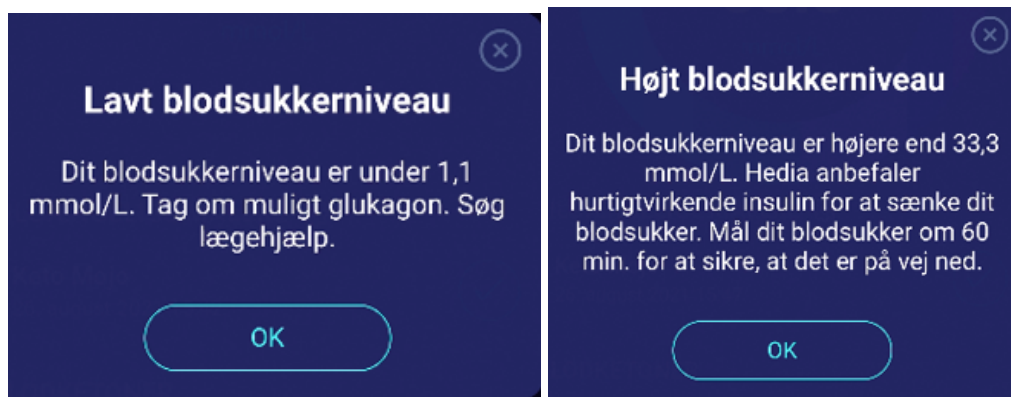 Lavt blodsukkerniveau
Dit blodsukkerniveau er under 1,1
mmol/L. Tag om muligt glukagon. Søg
lægehjælp.
OK
Højt blodsukkerniveau
Dit blodsukkerniveau er højere end 33,3
mmol/L. Hedia anbefaler
hurtigtvirkende insulin for at sænke dit
blodsukker. Mål dit blodsukker om 60
min. for at sikre, at det er på vej ned.
OK